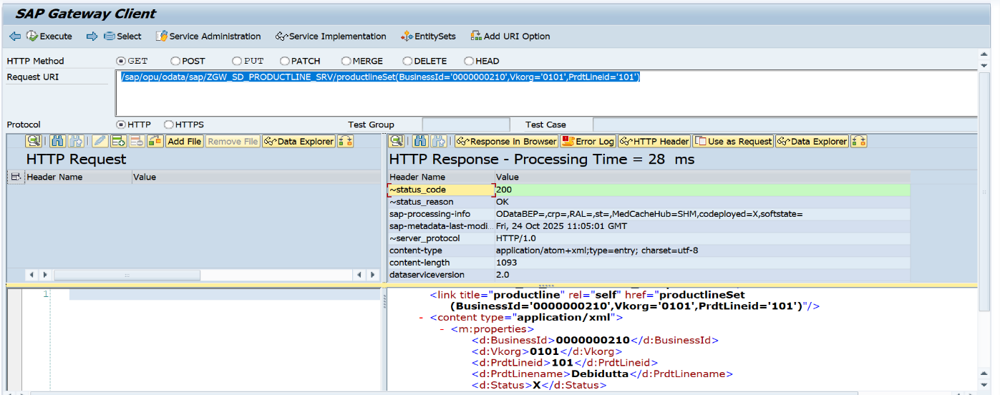 SAP Gateway Client
Execute Select Service Administration Service Implementation EntitySets Add URI Option
HTTP Method GET POST PUT PATCH MERGE DELETE HEAD
Request URI /sap/opu/odata/sap/ZGW_SD_PRODUCTLINE_SRV/productlineSet(BusinessId='0000000210',Vkorg='0101',PrdtLineid='101')
Protocol HTTP HTTPS Test Group Test Case
Add File Remove File Data Explorer
HTTP Request
Header Name Value
Response In Browser Error Log HTTP Header Use as Request Data Explorer
HTTP Response - Processing Time = 28 ms
Header Name Value
~status_code 200
~status_reason OK
sap-processing-info ODataBEP=,crp=,RAL=,st=,MedCacheHub=SHM,codeployed=X,softstate=
sap-metadata-last-modi... Fri, 24 Oct 2025 11:05:01 GMT
~server_protocol HTTP/1.0
content-type application/atom+xml;type=entry; charset=utf-8
content-length 1093
dataserviceversion 2.0
1
<link title="productline" rel="self" href="productlineSet
(BusinessId='0000000210',Vkorg='0101',PrdtLineid='101')"/>
- <content type="application/xml">
- <m:properties>
<d:BusinessId>0000000210</d:BusinessId>
<d:Vkorg>0101</d:Vkorg>
<d:PrdtLineid>101</d:PrdtLineid>
<d:PrdtLinename>Debidutta</d:PrdtLinename>
<d:Status>X</d:Status>